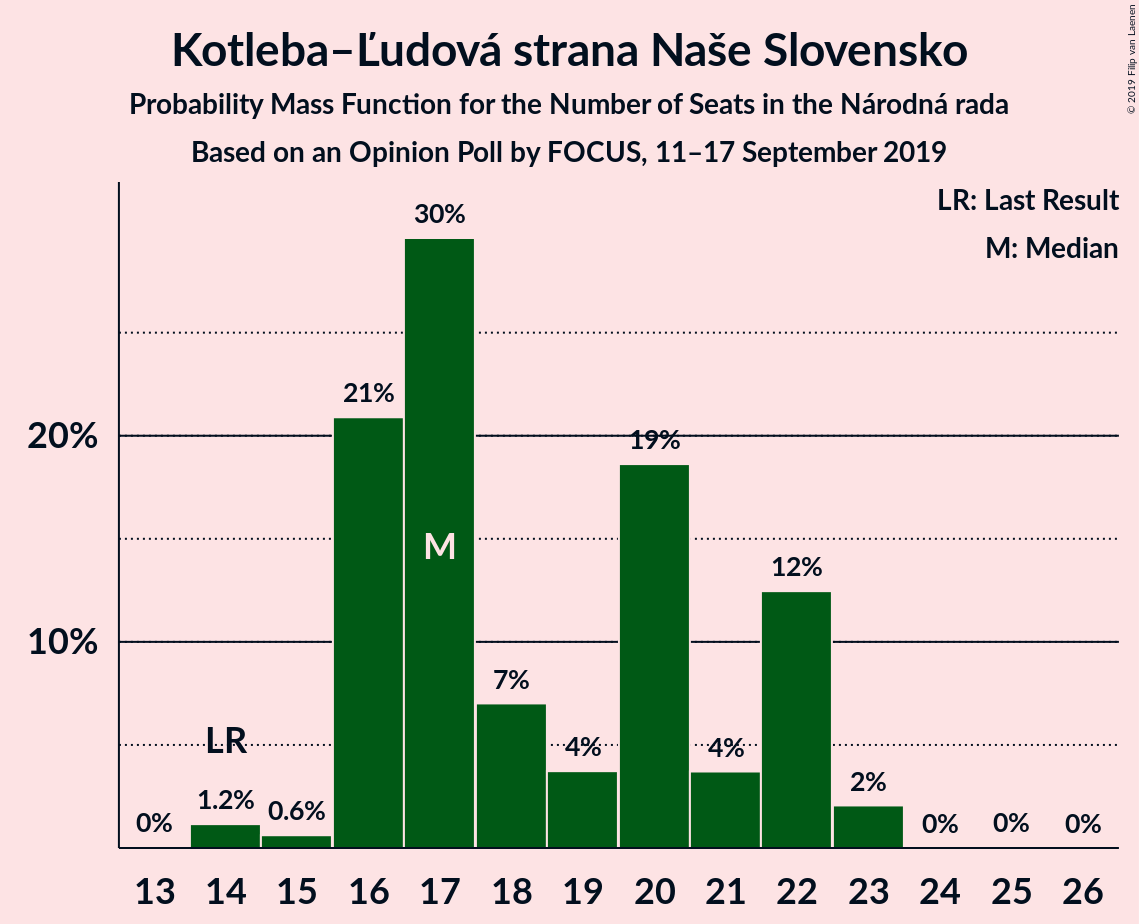 Kotleba–Ľudová strana Naše Slovensko
Probability Mass Function for the Number of Seats in the Národná rada
Based on an Opinion Poll by FOCUS, 11–17 September 2019
© 2019 Filip van Laenen
LR: Last Result
M: Median
30%
21%
20%
19%
M
12%
10%
7%
LR
4%
4%
2%
1.2%
0.6%
0%
0%
0%
0%
13 14 15 16 17 18 19 20 21 22 23 24 25 26